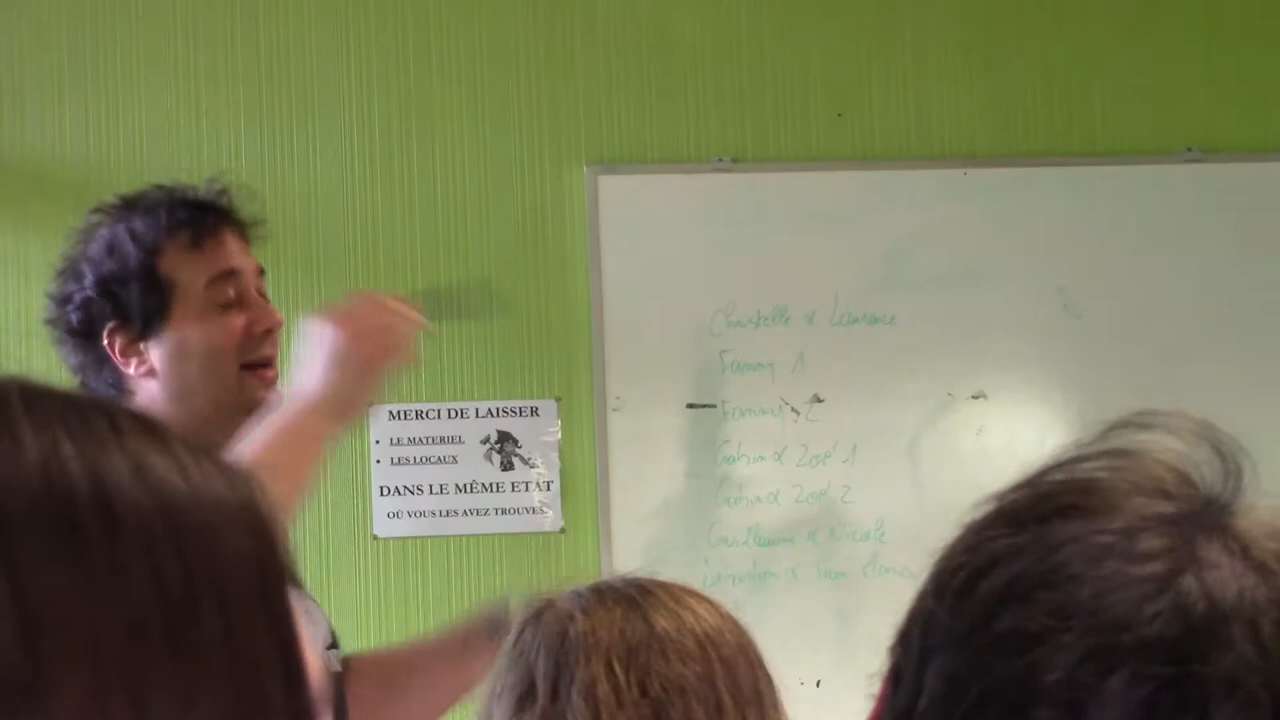 MERCI DE LAISSER
• LE MATERIEL
• LES LOCAUX
DANS LE MÊME ETAT
OÙ VOUS LES AVEZ TROUVES
Christelle & Laurence
Fanny 1
Fanny 2
Zoé 1
Zoé 2
Guillaume & Nicole